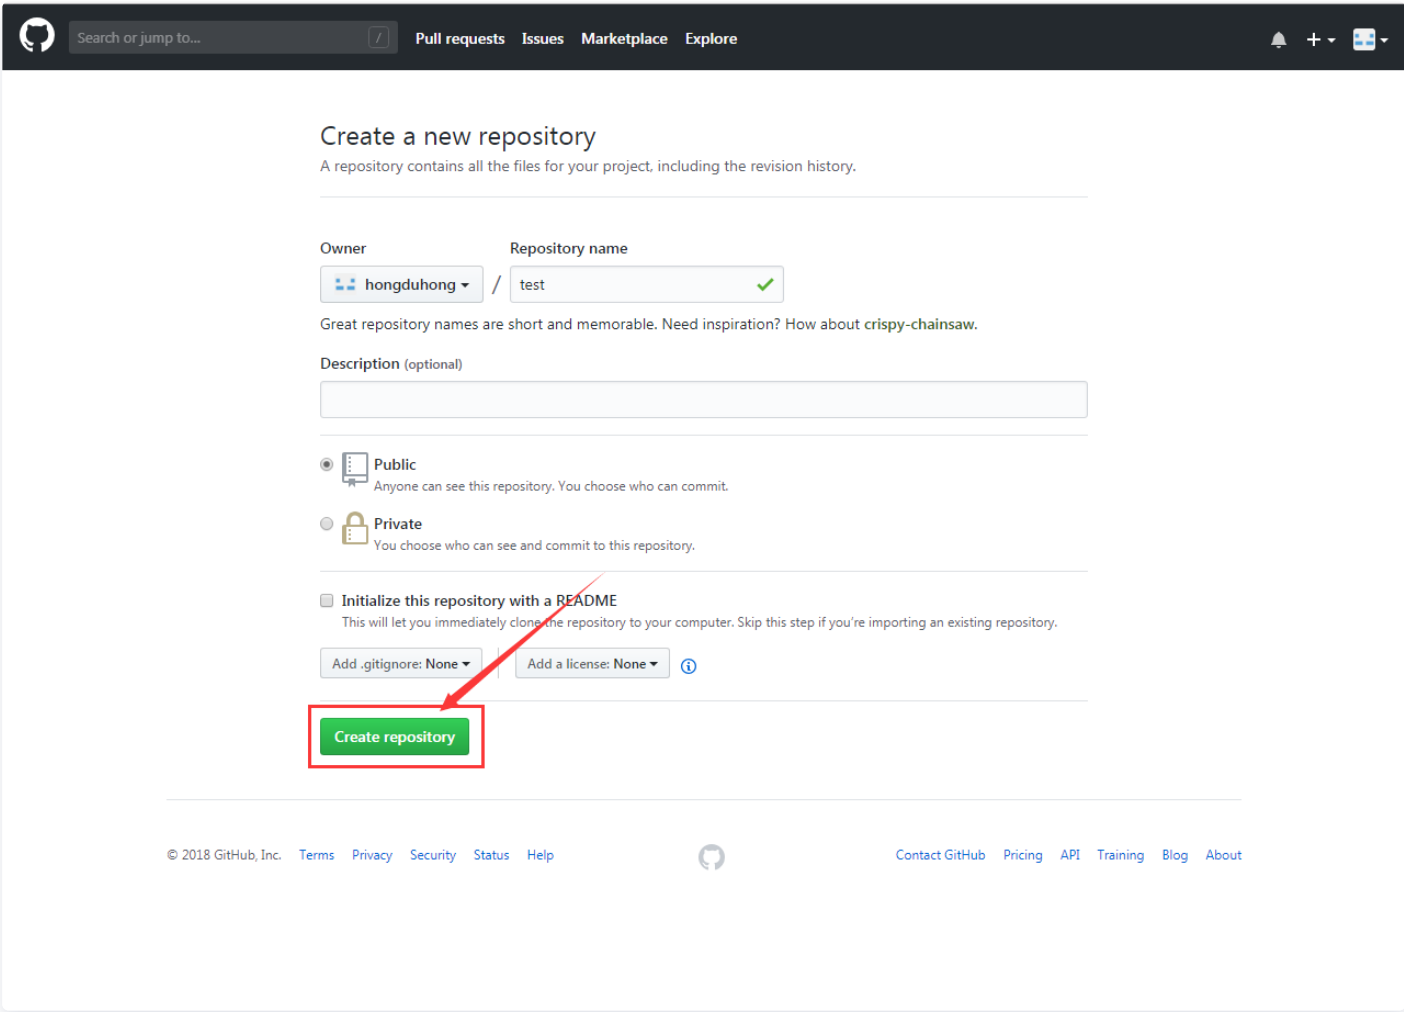 Search or jump to... /
Pull requests Issues Marketplace Explore
Create a new repository
A repository contains all the files for your project, including the revision history.
Owner Repository name
hongduhong / test
Great repository names are short and memorable. Need inspiration? How about crispy-chainsaw.
Description (optional)
Public
Anyone can see this repository. You choose who can commit.
Private
You choose who can see and commit to this repository.
Initialize this repository with a README
This will let you immediately clone the repository to your computer. Skip this step if you're importing an existing repository.
Add .gitignore: None Add a license: None
Create repository
© 2018 GitHub, Inc. Terms Privacy Security Status Help Contact GitHub Pricing API Training Blog About